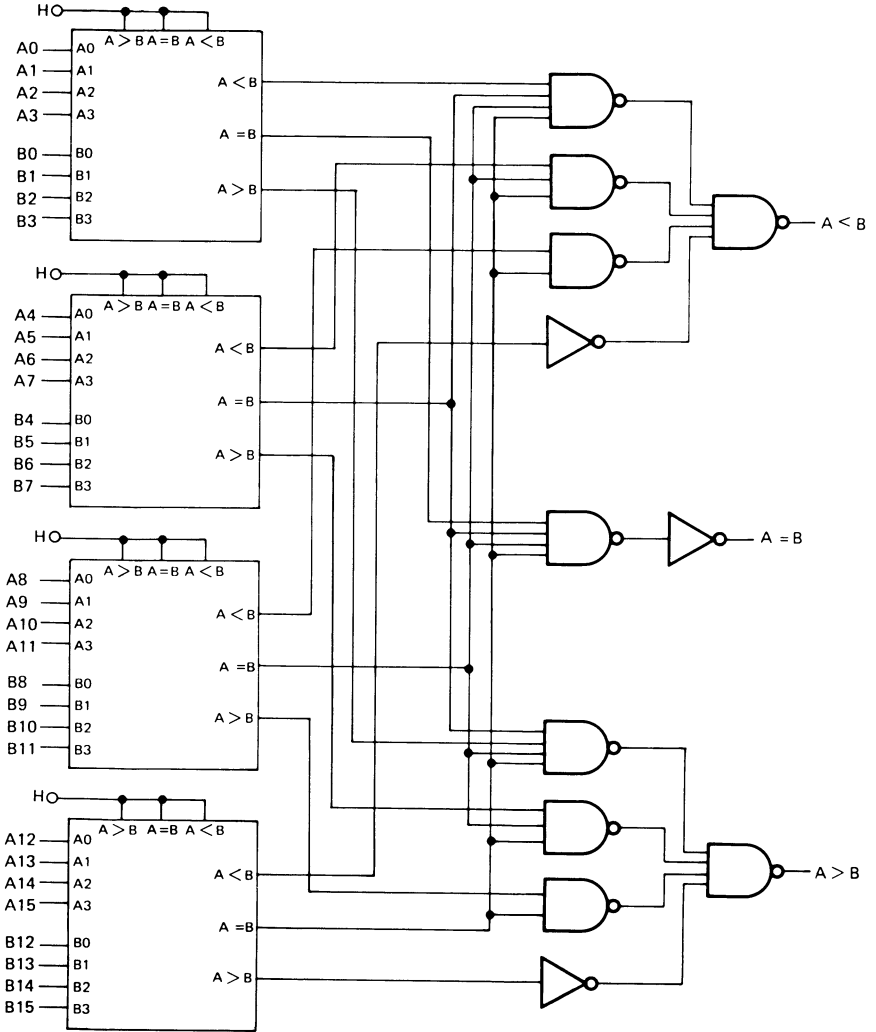 H
A > B A = B A < B
A0 A0
A1 A1
A2 A2
A3 A3
B0 B0
B1 B1
B2 B2
B3 B3
A < B
A = B
A > B
H
A > B A = B A < B
A4 A0
A5 A1
A6 A2
A7 A3
B4 B0
B5 B1
B6 B2
B7 B3
A < B
A = B
A > B
H
A > B A = B A < B
A8 A0
A9 A1
A10 A2
A11 A3
B8 B0
B9 B1
B10 B2
B11 B3
A < B
A = B
A > B
H
A > B A = B A < B
A12 A0
A13 A1
A14 A2
A15 A3
B12 B0
B13 B1
B14 B2
B15 B3
A < B
A = B
A > B
A < B
A = B
A > B